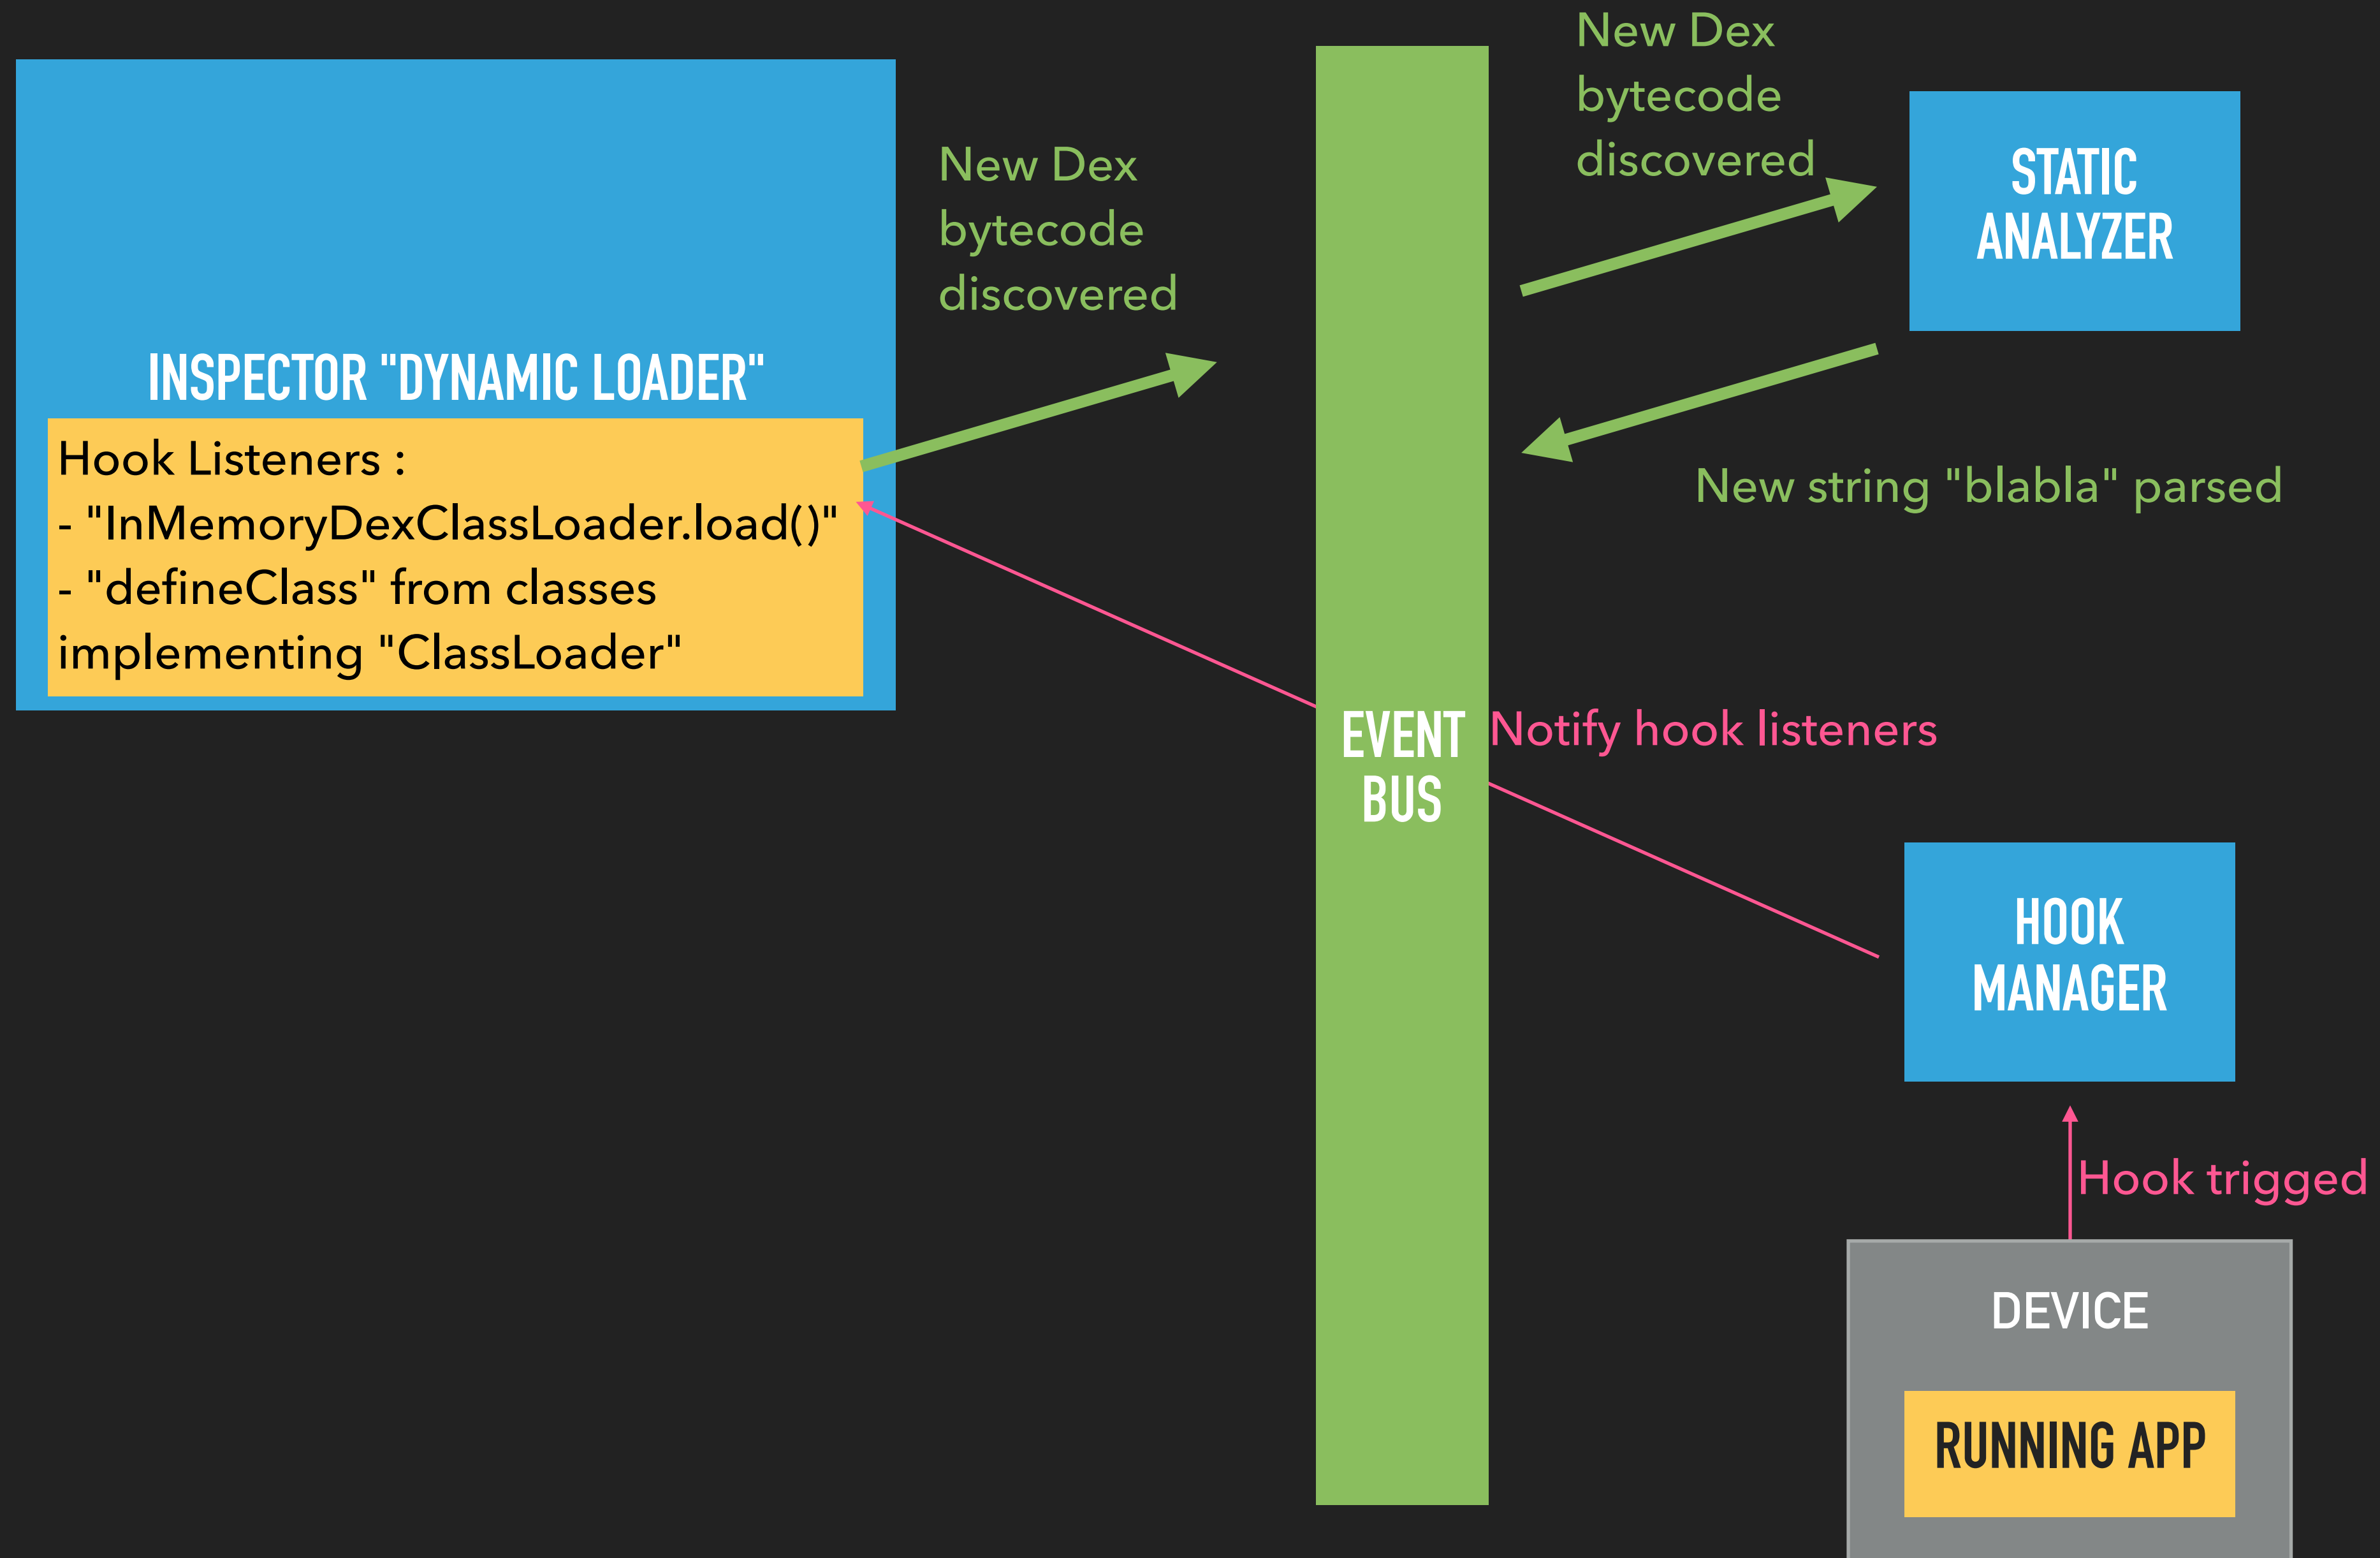 New Dex
bytecode
discovered
STATIC
ANALYZER
New Dex
bytecode
discovered
INSPECTOR "DYNAMIC LOADER"
Hook Listeners :
- "InMemoryDexClassLoader.load()"
- "defineClass" from classes
implementing "ClassLoader"
New string "blabla" parsed
EVENT
BUS
Notify hook listeners
HOOK
MANAGER
Hook trigged
DEVICE
RUNNING APP